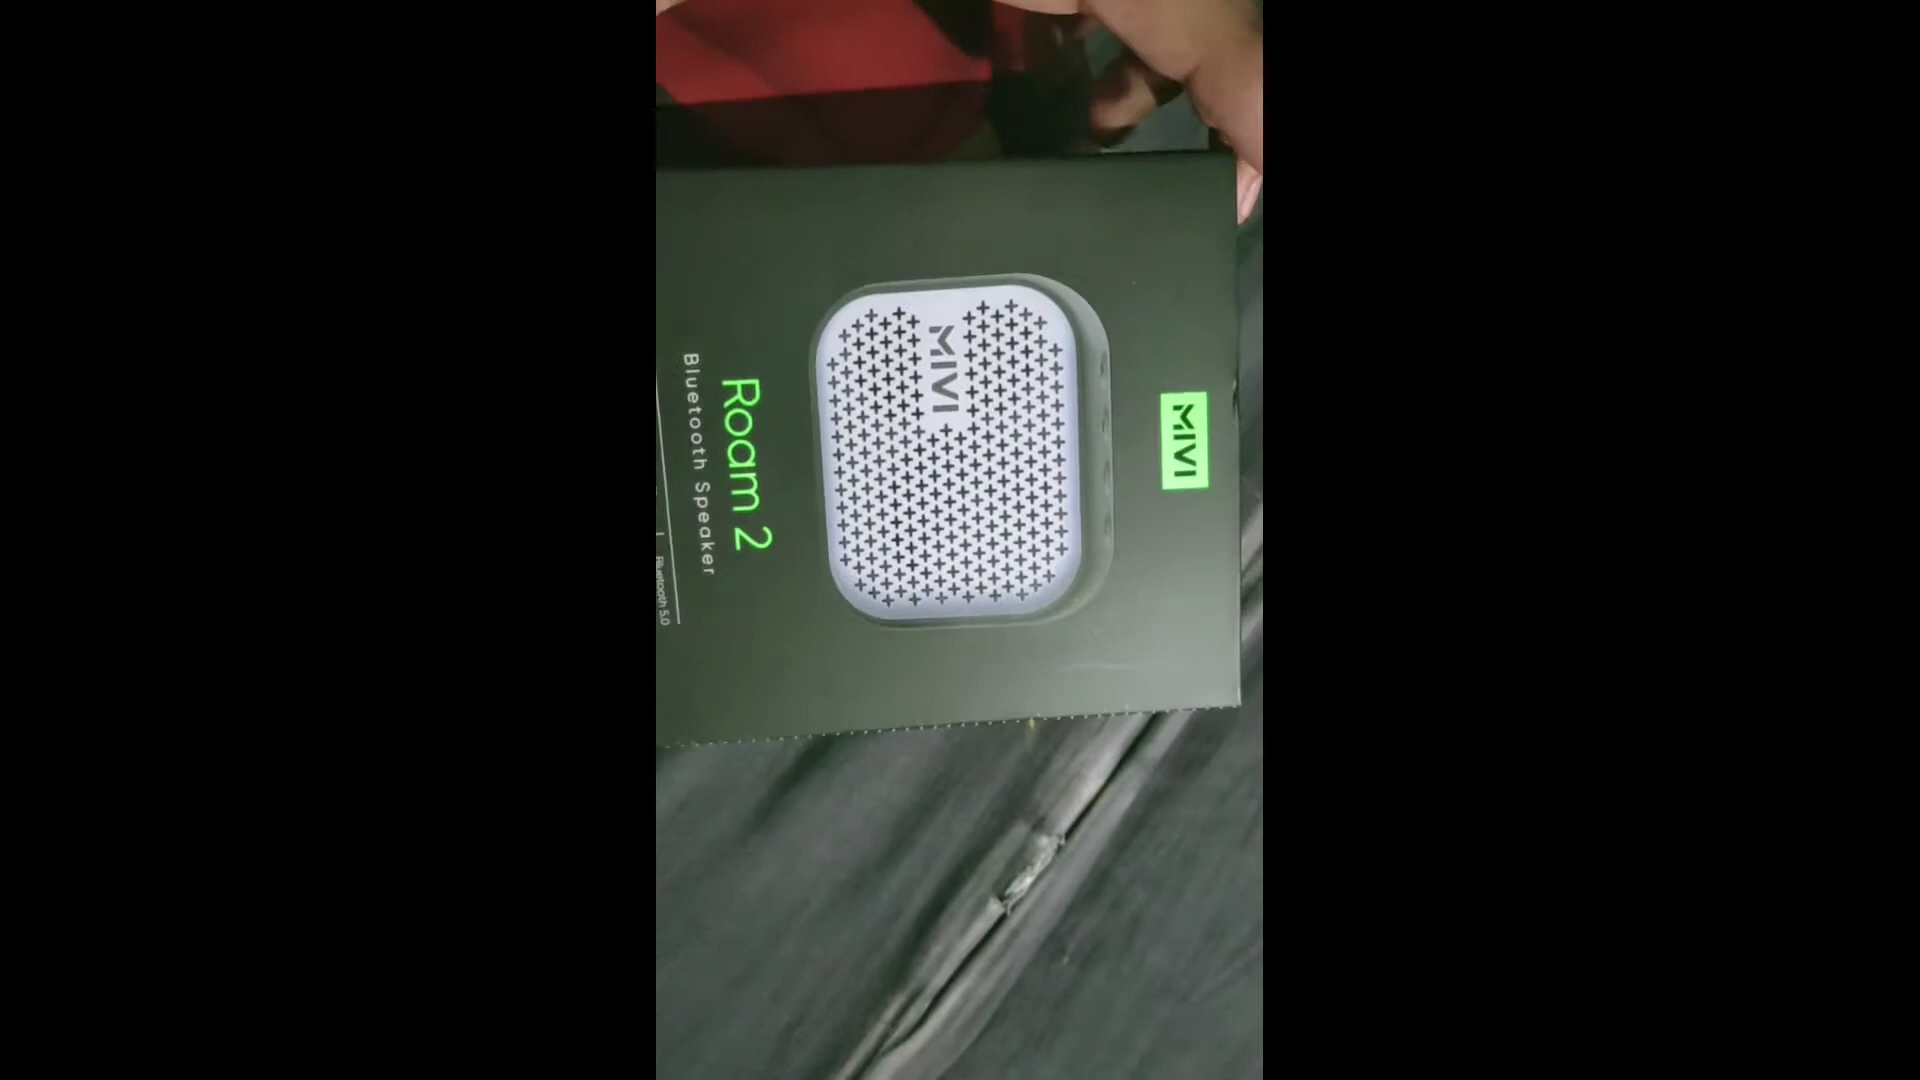 MIVI
MIVI
Roam 2
Bluetooth Speaker
Bluetooth 5.0